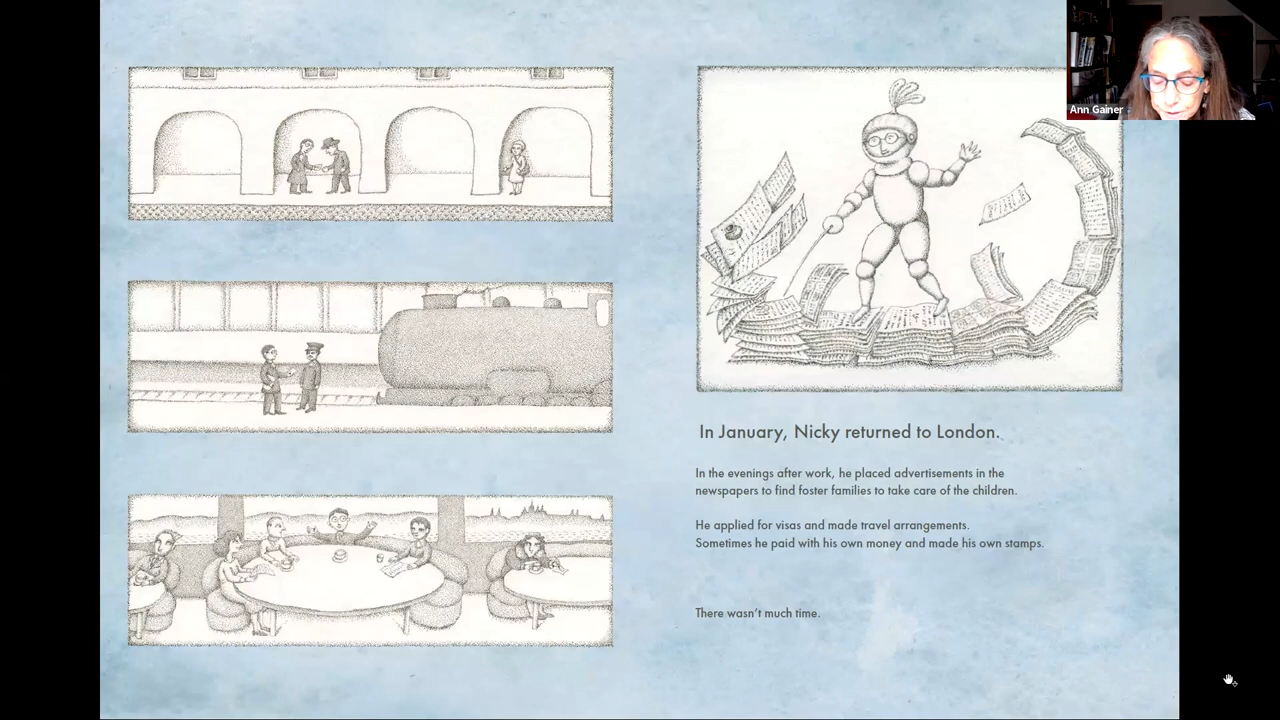 Ann Gainer
In January, Nicky returned to London.
In the evenings after work, he placed advertisements in the
newspapers to find foster families to take care of the children.
He applied for visas and made travel arrangements.
Sometimes he paid with his own money and made his own stamps.
There wasn't much time.